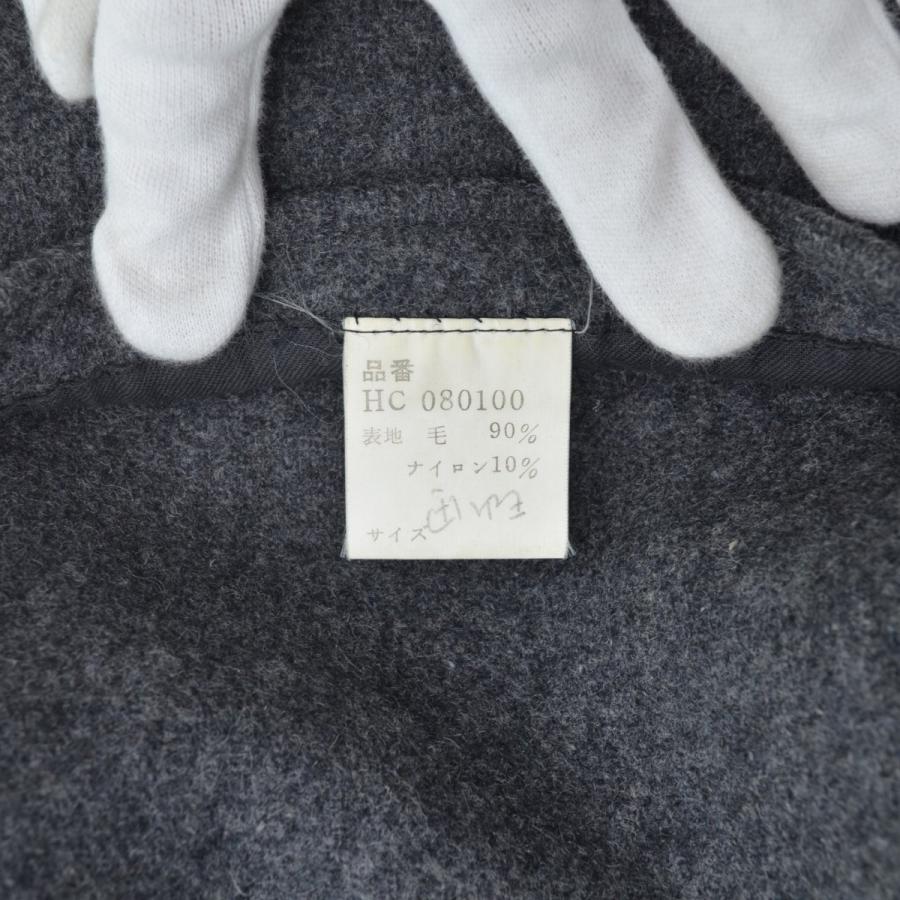 品番
HC 080100
表地 毛 90%
ナイロン10%
サイズ